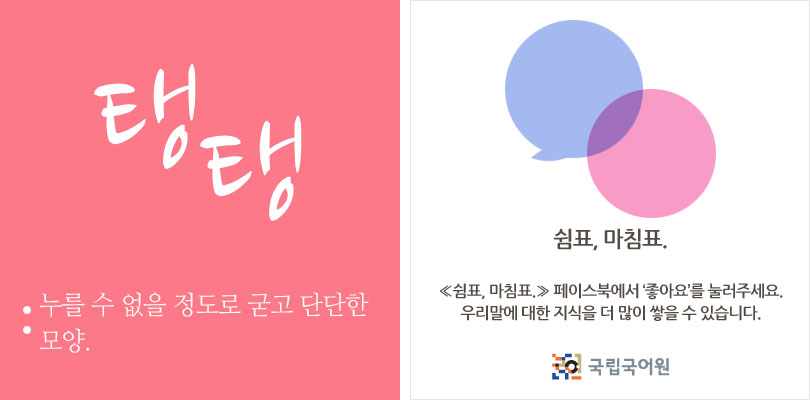 탱
탱
누를 수 없을 정도로 굳고 단단한
모양.
쉼표, 마침표.
≪쉼표, 마침표.≫ 페이스북에서 ‘좋아요’를 눌러주세요.
우리말에 대한 지식을 더 많이 쌓을 수 있습니다.
국립국어원